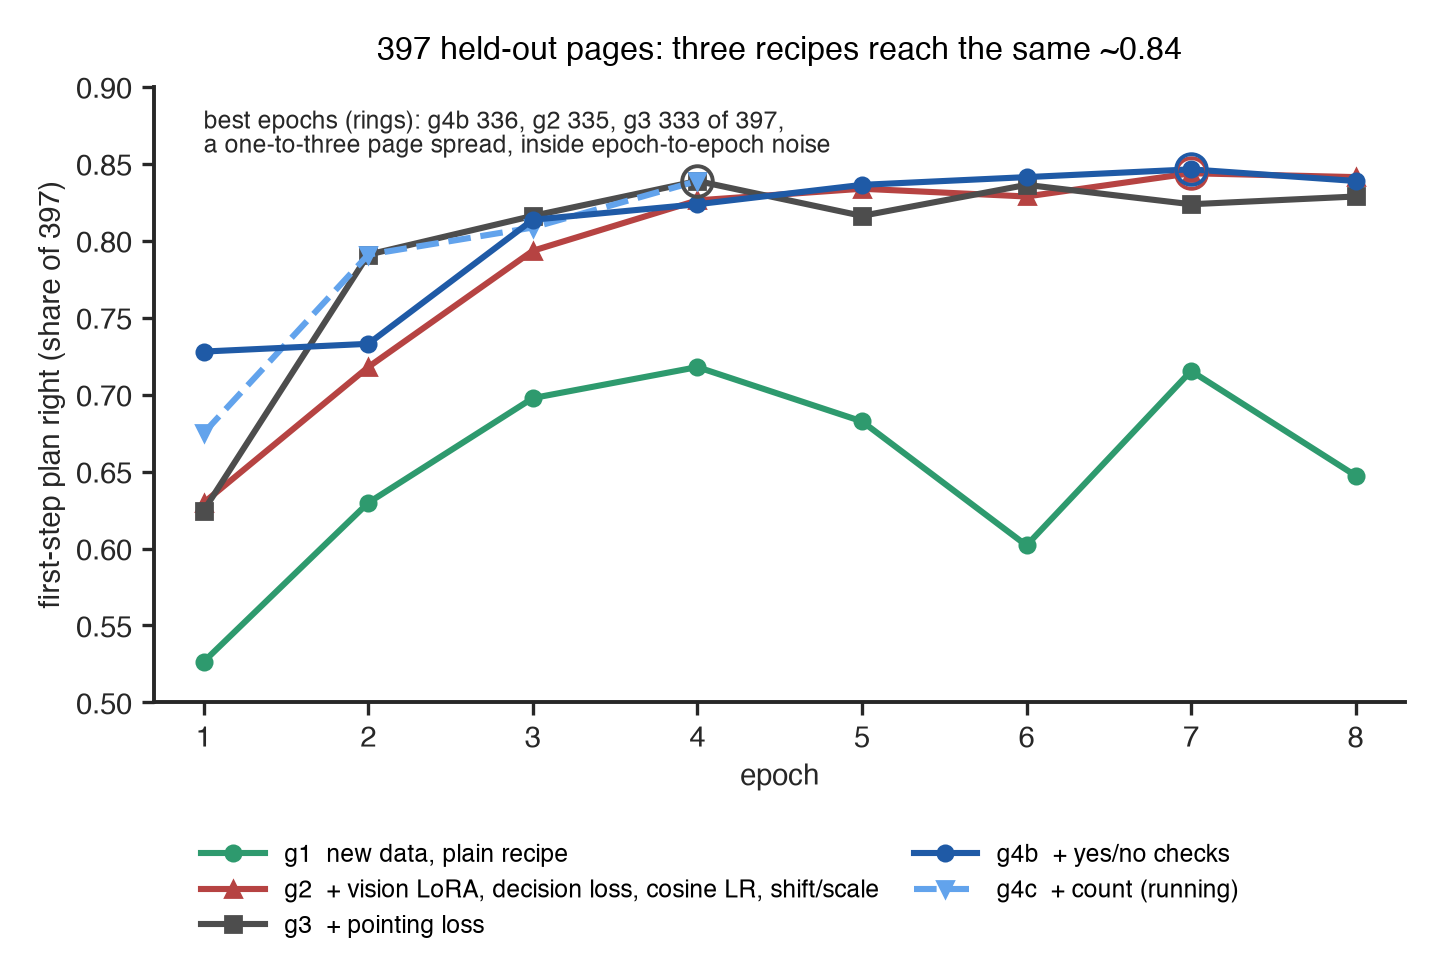 397 held-out pages: three recipes reach the same ~0.84
best epochs (rings): g4b 336, g2 335, g3 333 of 397,
a one-to-three page spread, inside epoch-to-epoch noise
first-step plan right (share of 397)
0.90
0.85
0.80
0.75
0.70
0.65
0.60
0.55
0.50
1 2 3 4 5 6 7 8
epoch
g1 new data, plain recipe
g2 + vision LoRA, decision loss, cosine LR, shift/scale
g3 + pointing loss
g4b + yes/no checks
g4c + count (running)